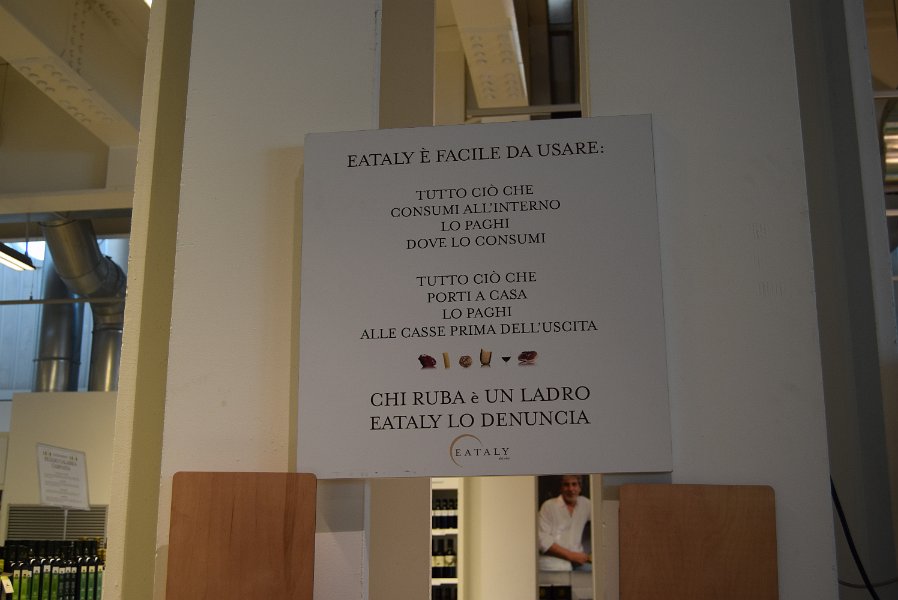 EATALY È FACILE DA USARE:
TUTTO CIÒ CHE
CONSUMI ALL'INTERNO
LO PAGHI
DOVE LO CONSUMI
TUTTO CIÒ CHE
PORTI A CASA
LO PAGHI
ALLE CASSE PRIMA DELL'USCITA
CHI RUBA è UN LADRO
EATALY LO DENUNCIA
EATALY